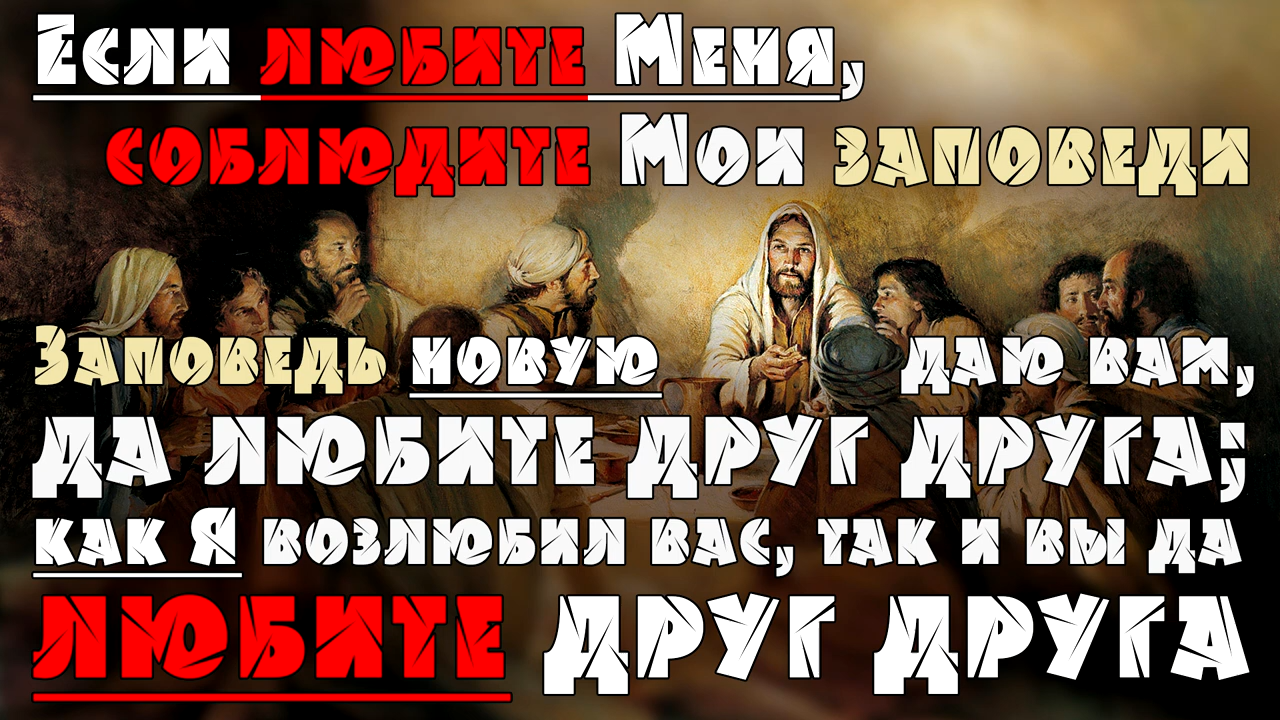 Если любите Меня,
соблюдите Мои заповеди
Заповедь новую даю вам,
ДА ЛЮБИТЕ ДРУГ ДРУГА;
как Я возлюбил вас, так и вы да
ЛЮБИТЕ ДРУГ ДРУГА